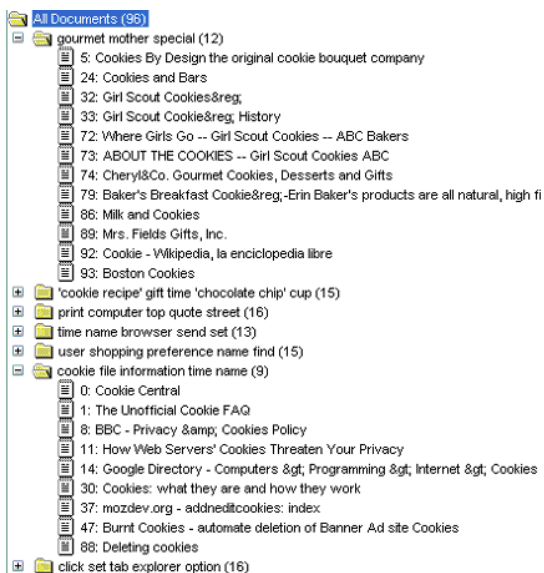 All Documents (96)
gourmet mother special (12)
5: Cookies By Design the original cookie bouquet company
24: Cookies and Bars
32: Girl Scout Cookies&reg;
33: Girl Scout Cookie&reg; History
72: Where Girls Go -- Girl Scout Cookies -- ABC Bakers
73: ABOUT THE COOKIES -- Girl Scout Cookies ABC
74: Cheryl&Co. Gourmet Cookies, Desserts and Gifts
79: Baker's Breakfast Cookie&reg;-Erin Baker's products are all natural, high fi
86: Milk and Cookies
89: Mrs. Fields Gifts, Inc.
92: Cookie - Wikipedia, la enciclopedia libre
93: Boston Cookies
'cookie recipe' gift time 'chocolate chip' cup (15)
print computer top quote street (16)
time name browser send set (13)
user shopping preference name find (15)
cookie file information time name (9)
0: Cookie Central
1: The Unofficial Cookie FAQ
8: BBC - Privacy &amp; Cookies Policy
11: How Web Servers' Cookies Threaten Your Privacy
14: Google Directory - Computers &gt; Programming &gt; Internet &gt; Cookies
30: Cookies: what they are and how they work
37: mozdev.org - addneditcookies: index
47: Burnt Cookies - automate deletion of Banner Ad site Cookies
88: Deleting cookies
click set tab explorer option (16)